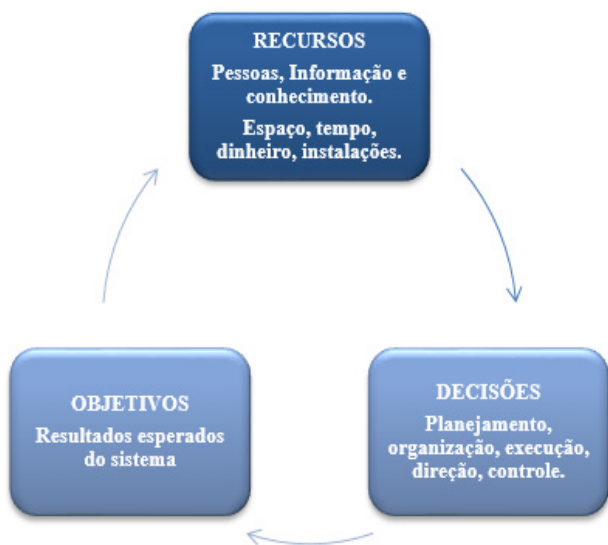 RECURSOS
Pessoas, Informação e
conhecimento.
Espaço, tempo,
dinheiro, instalações.
OBJETIVOS
Resultados esperados
do sistema
DECISÕES
Planejamento,
organização, execução,
direção, controle.